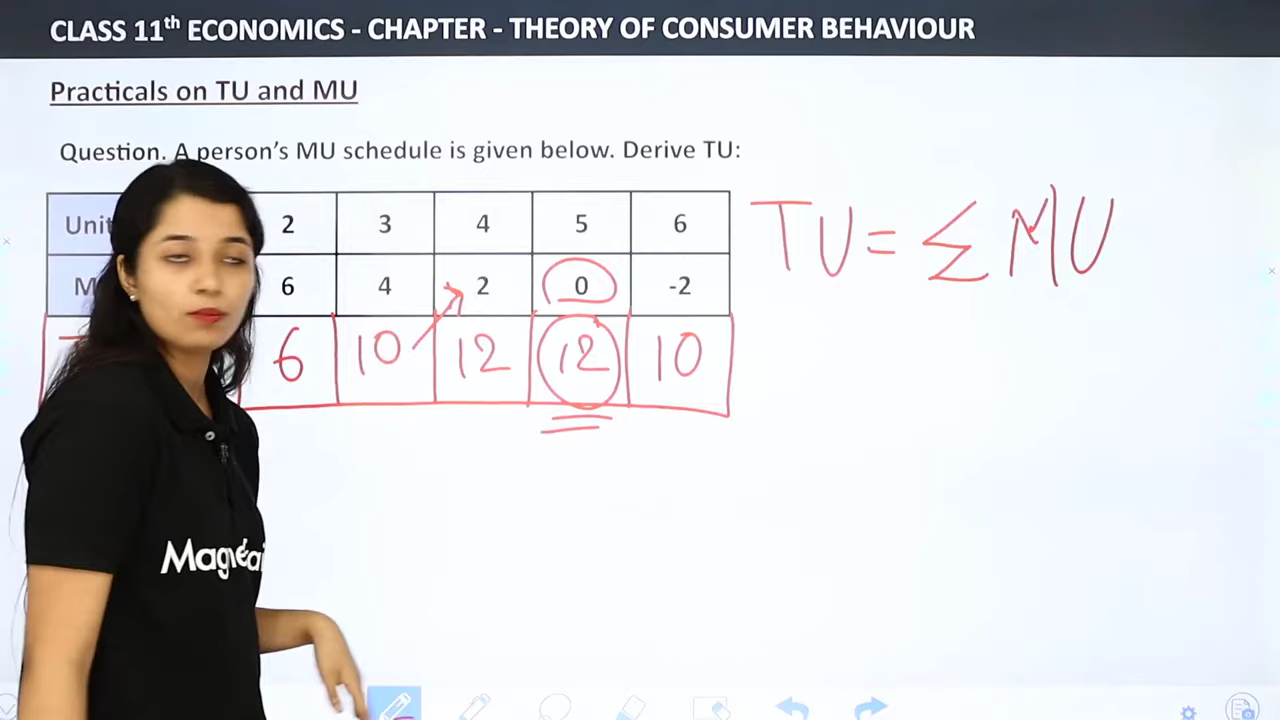 CLASS 11th ECONOMICS - CHAPTER - THEORY OF CONSUMER BEHAVIOUR
Practicals on TU and MU
Question. A person's MU schedule is given below. Derive TU:
2 3 4 5 6
6 4 2 0 -2
6 10 12 12 10
TU = Σ MU